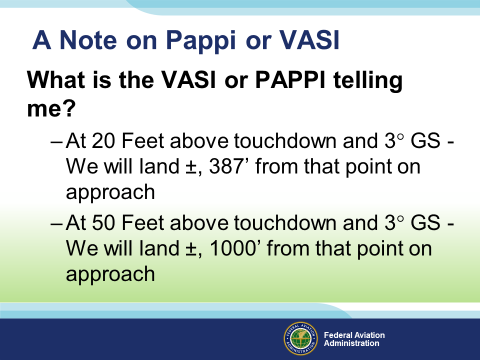 A Note on Pappi or VASI
What is the VASI or PAPPI telling
me?
–At 20 Feet above touchdown and 3° GS -
We will land ±, 387’ from that point on
approach
–At 50 Feet above touchdown and 3° GS -
We will land ±, 1000’ from that point on
approach
Federal Aviation
Administration